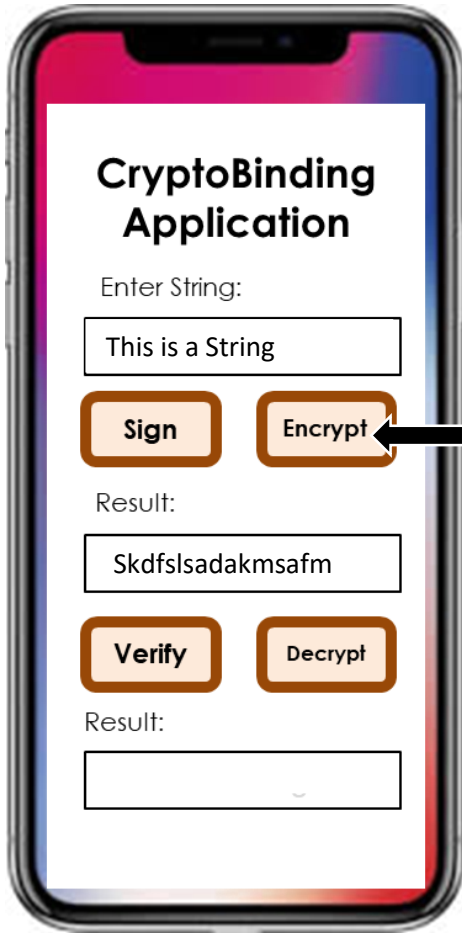 CryptoBinding
Application
Enter String:
This is a String
Sign
Encrypt
Result:
Skdfslsadakmsafm
Verify
Decrypt
Result: